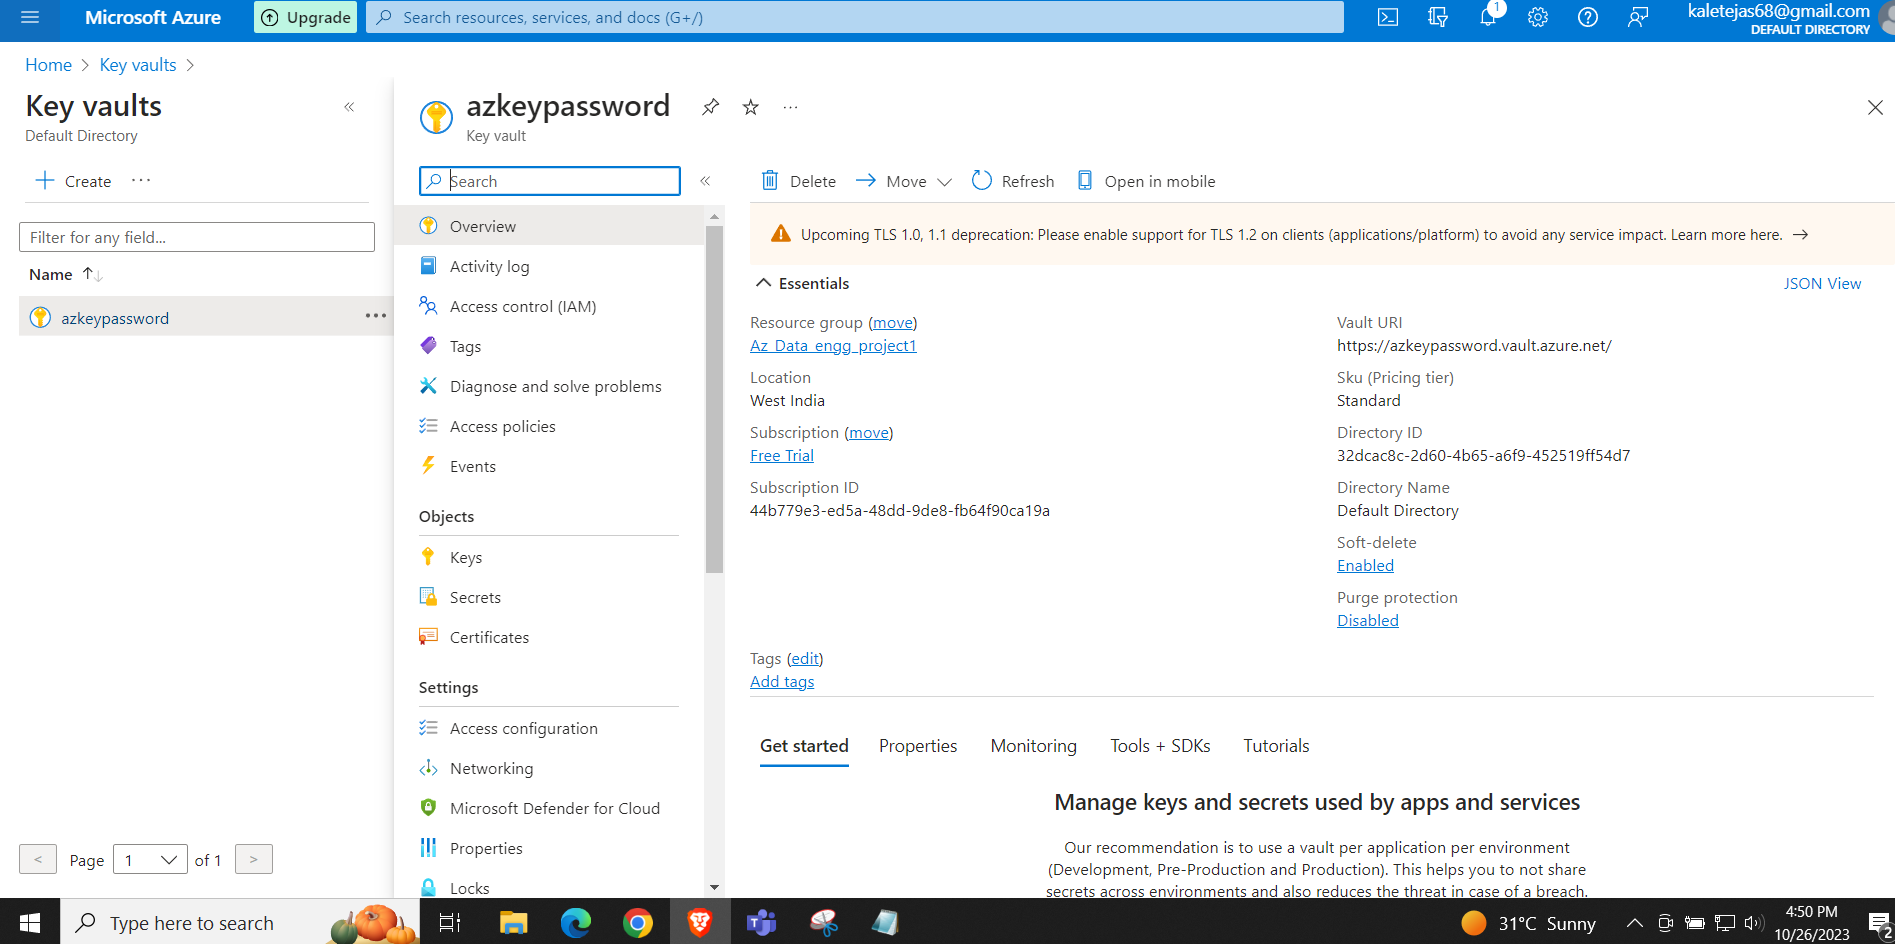 Microsoft Azure
Upgrade
Search resources, services, and docs (G+/)
1
kaletejas68@gmail.com
DEFAULT DIRECTORY
Home > Key vaults >
Key vaults
Default Directory
+ Create ...
Filter for any field...
Name ↑↓
azkeypassword ...
Page 1 of 1
azkeypassword
Key vault
Search
Overview
Activity log
Access control (IAM)
Tags
Diagnose and solve problems
Access policies
Events
Objects
Keys
Secrets
Certificates
Settings
Access configuration
Networking
Microsoft Defender for Cloud
Properties
Locks
Delete Move Refresh Open in mobile
Upcoming TLS 1.0, 1.1 deprecation: Please enable support for TLS 1.2 on clients (applications/platform) to avoid any service impact. Learn more here. →
Essentials
JSON View
Resource group (move)
Az_Data_engg_project1
Location
West India
Subscription (move)
Free Trial
Subscription ID
44b779e3-ed5a-48dd-9de8-fb64f90ca19a
Vault URI
https://azkeypassword.vault.azure.net/
Sku (Pricing tier)
Standard
Directory ID
32dcac8c-2d60-4b65-a6f9-452519ff54d7
Directory Name
Default Directory
Soft-delete
Enabled
Purge protection
Disabled
Tags (edit)
Add tags
Get started Properties Monitoring Tools + SDKs Tutorials
Manage keys and secrets used by apps and services
Our recommendation is to use a vault per application per environment
(Development, Pre-Production and Production). This helps you to not share
secrets across environments and also reduces the threat in case of a breach.
Type here to search
31°C Sunny
4:50 PM
10/26/2023
2